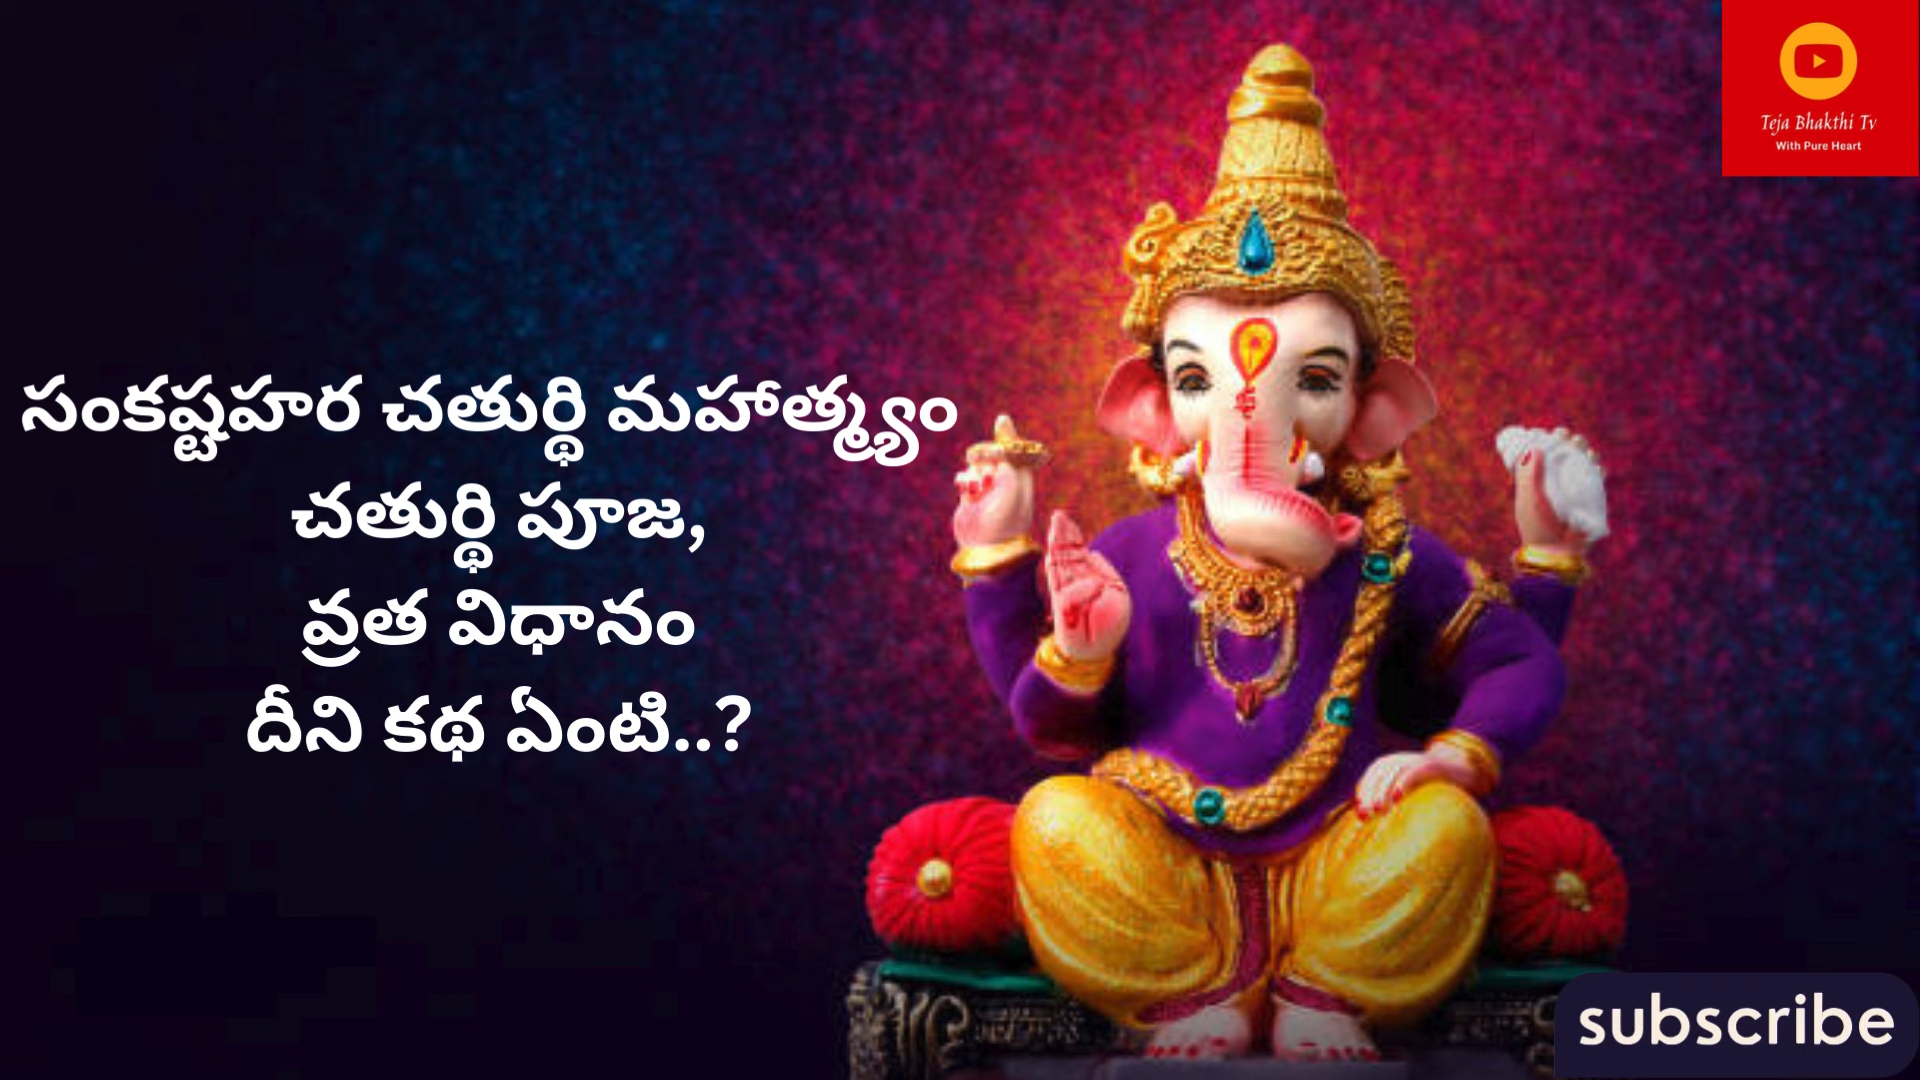 Teja Bhakthi Tv
With Pure Heart
సంకష్టహర చతుర్థి మహాత్మ్యం
చతుర్థి పూజ,
వ్రత విధానం
దీని కథ ఏంటి..?
subscribe